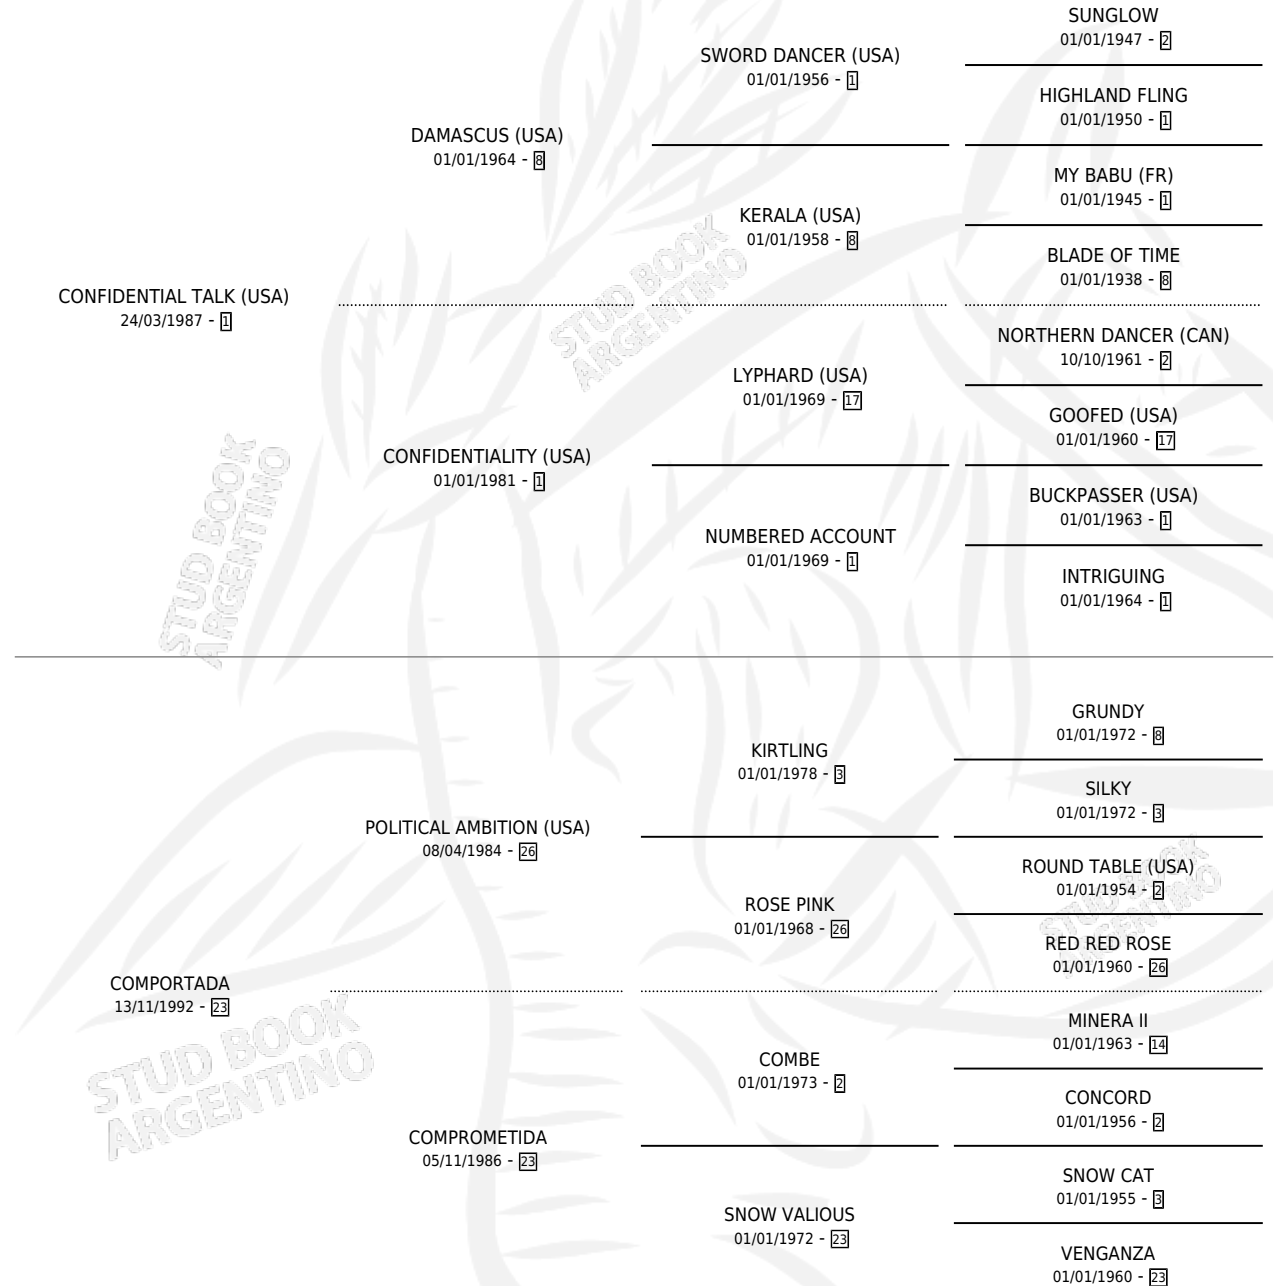 SUNGLOW
01/01/1947 - 2
SWORD DANCER (USA)
01/01/1956 - 1
HIGHLAND FLING
01/01/1950 - 1
DAMASCUS (USA)
01/01/1964 - 8
MY BABU (FR)
01/01/1945 - 1
KERALA (USA)
01/01/1958 - 8
BLADE OF TIME
01/01/1938 - 8
CONFIDENTIAL TALK (USA)
24/03/1987 - 1
NORTHERN DANCER (CAN)
10/10/1961 - 2
LYPHARD (USA)
01/01/1969 - 17
GOOFED (USA)
01/01/1960 - 17
CONFIDENTIALITY (USA)
01/01/1981 - 1
BUCKPASSER (USA)
01/01/1963 - 1
NUMBERED ACCOUNT
01/01/1969 - 1
INTRIGUING
01/01/1964 - 1
GRUNDY
01/01/1972 - 8
KIRTLING
01/01/1978 - 3
SILKY
01/01/1972 - 3
POLITICAL AMBITION (USA)
08/04/1984 - 26
ROUND TABLE (USA)
01/01/1954 - 2
ROSE PINK
01/01/1968 - 26
RED RED ROSE
01/01/1960 - 26
COMPORTADA
13/11/1992 - 23
MINERA II
01/01/1963 - 14
COMBE
01/01/1973 - 2
CONCORD
01/01/1956 - 2
COMPROMETIDA
05/11/1986 - 23
SNOW CAT
01/01/1955 - 3
SNOW VALIOUS
01/01/1972 - 23
VENGANZA
01/01/1960 - 23
STUD BOOK
ARGENTINO
STUD BOOK
ARGENTINO
STUD BOOK
ARGENTINO
STUD BOOK
ARGENTINO